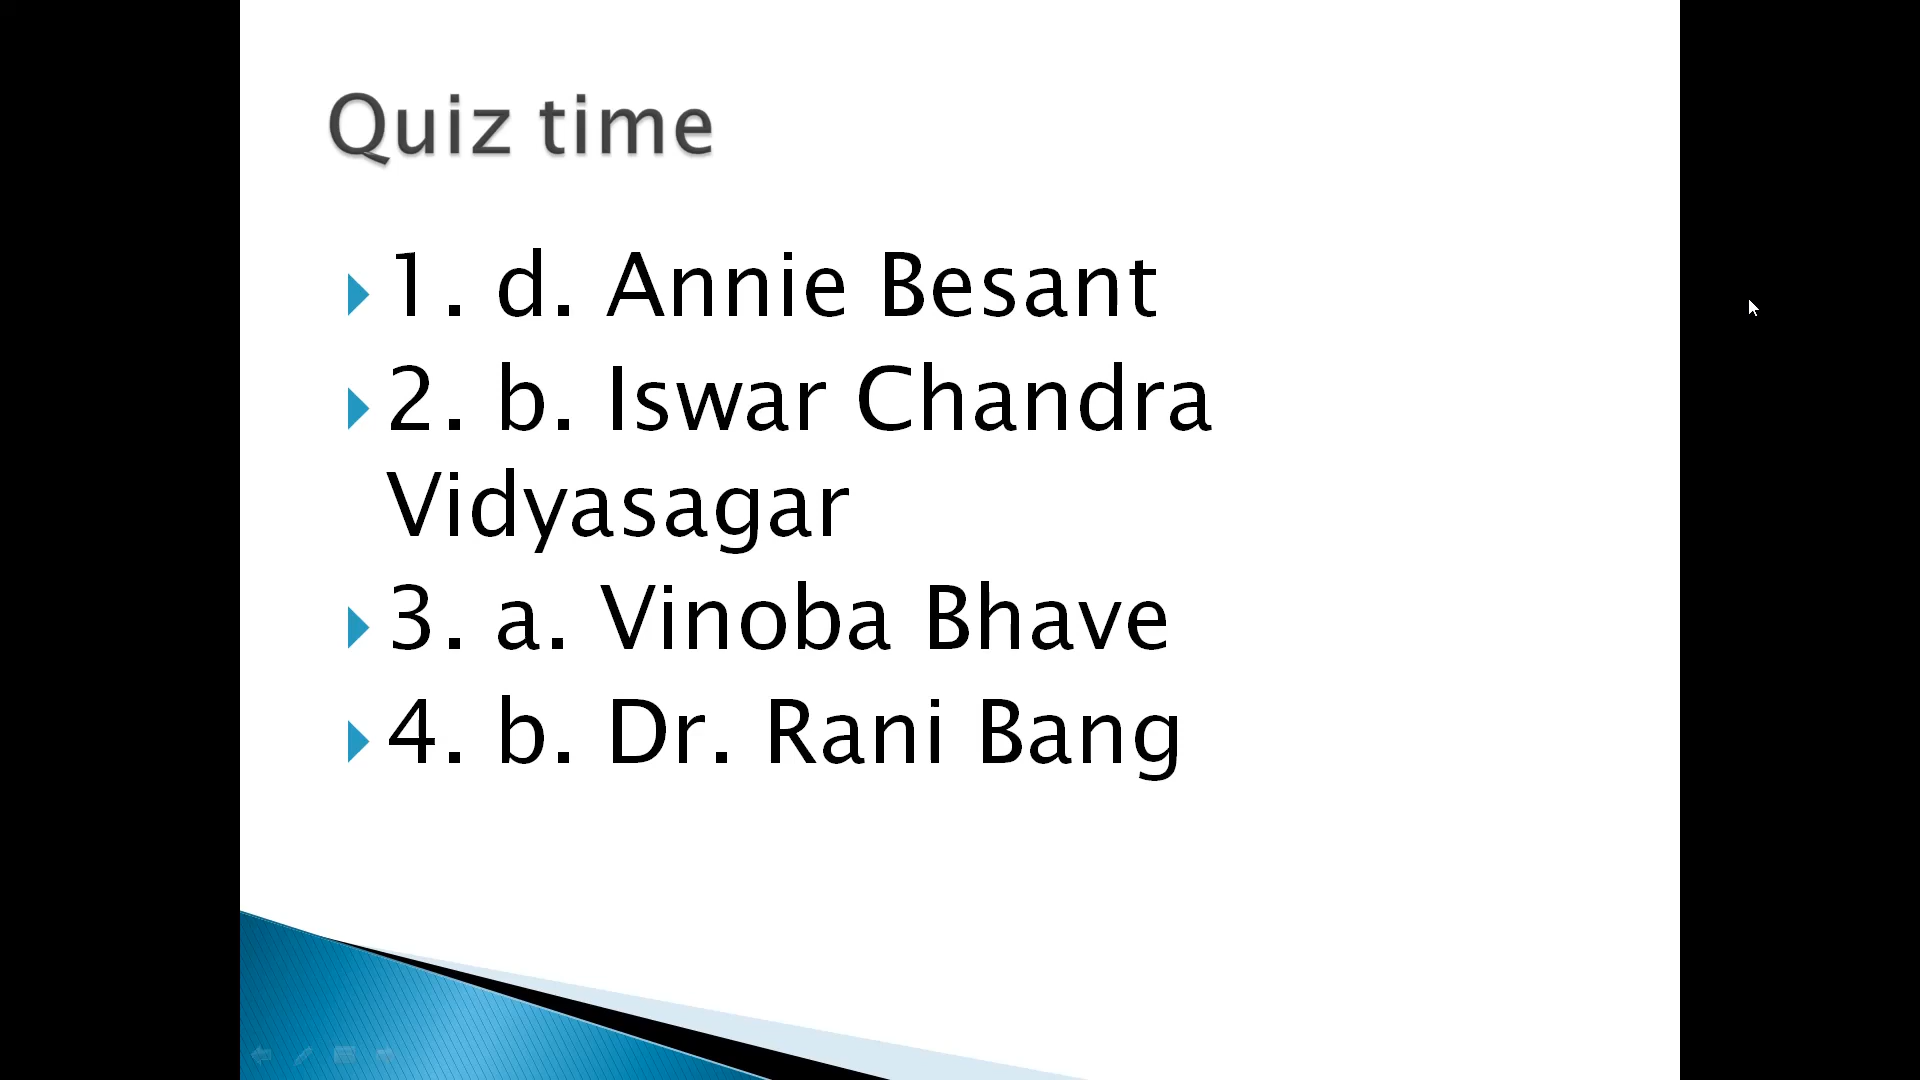 Quiz time
1. d. Annie Besant
2. b. Iswar Chandra
Vidyasagar
3. a. Vinoba Bhave
4. b. Dr. Rani Bang